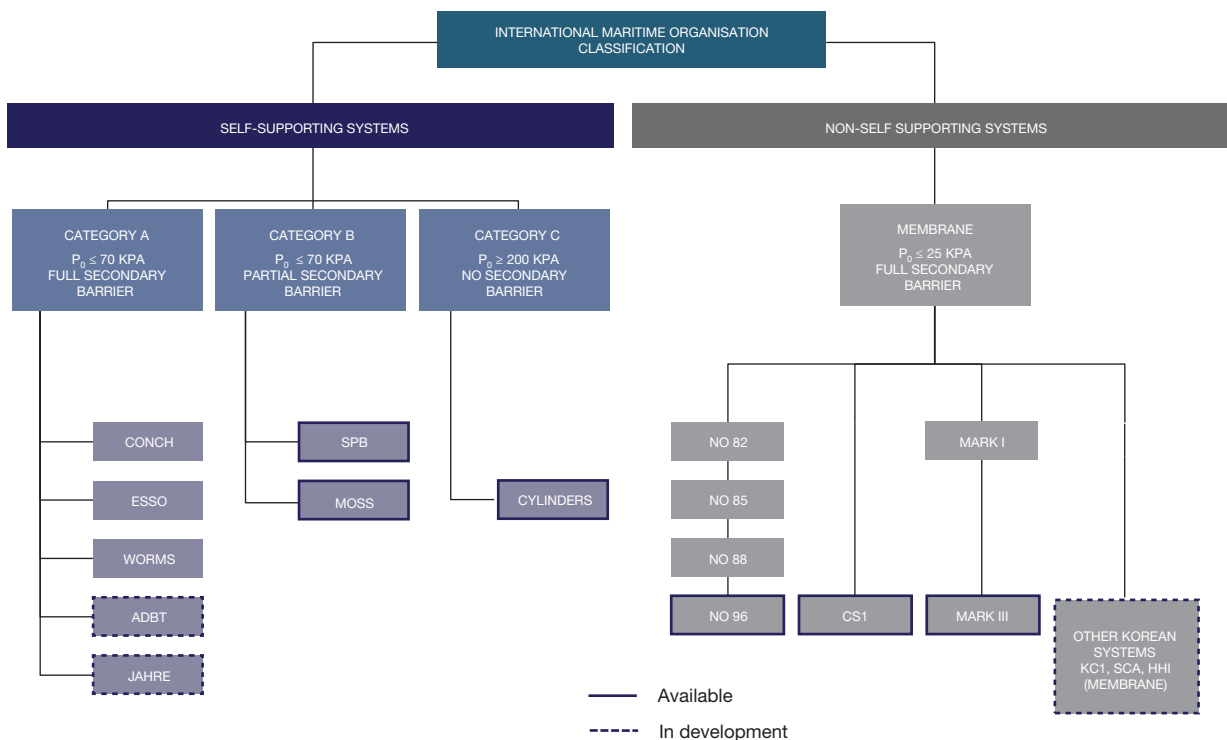 INTERNATIONAL MARITIME ORGANISATION
CLASSIFICATION
SELF-SUPPORTING SYSTEMS
NON-SELF SUPPORTING SYSTEMS
CATEGORY A
P₀ ≤ 70 KPA
FULL SECONDARY
BARRIER
CATEGORY B
P₀ ≤ 70 KPA
PARTIAL SECONDARY
BARRIER
CATEGORY C
P₀ ≥ 200 KPA
NO SECONDARY
BARRIER
MEMBRANE
P₀ ≤ 25 KPA
FULL SECONDARY
BARRIER
CONCH
ESSO
WORMS
ADBT
JAHRE
SPB
MOSS
CYLINDERS
NO 82
NO 85
NO 88
NO 96
CS1
MARK I
MARK III
OTHER KOREAN
SYSTEMS
KC1, SCA, HHI
(MEMBRANE)
Available
In development